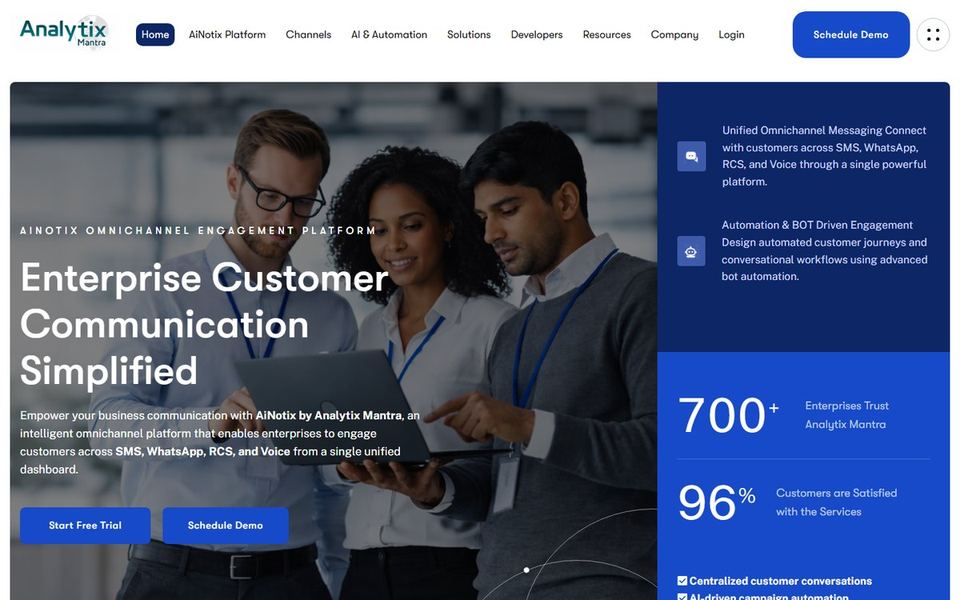 Analytix
Mantra
Home
AiNotix Platform
Channels
AI & Automation
Solutions
Developers
Resources
Company
Login
Schedule Demo
AINOTIX OMNICHANNEL ENGAGEMENT PLATFORM
Enterprise Customer
Communication
Simplified
Empower your business communication with AiNotix by Analytix Mantra, an
intelligent omnichannel platform that enables enterprises to engage
customers across SMS, WhatsApp, RCS, and Voice from a single unified
dashboard.
Start Free Trial
Schedule Demo
Unified Omnichannel Messaging Connect
with customers across SMS, WhatsApp,
RCS, and Voice through a single powerful
platform.
Automation & BOT Driven Engagement
Design automated customer journeys and
conversational workflows using advanced
bot automation.
700+
Enterprises Trust
Analytix Mantra
96%
Customers are Satisfied
with the Services
Centralized customer conversations
AI-driven campaign automation